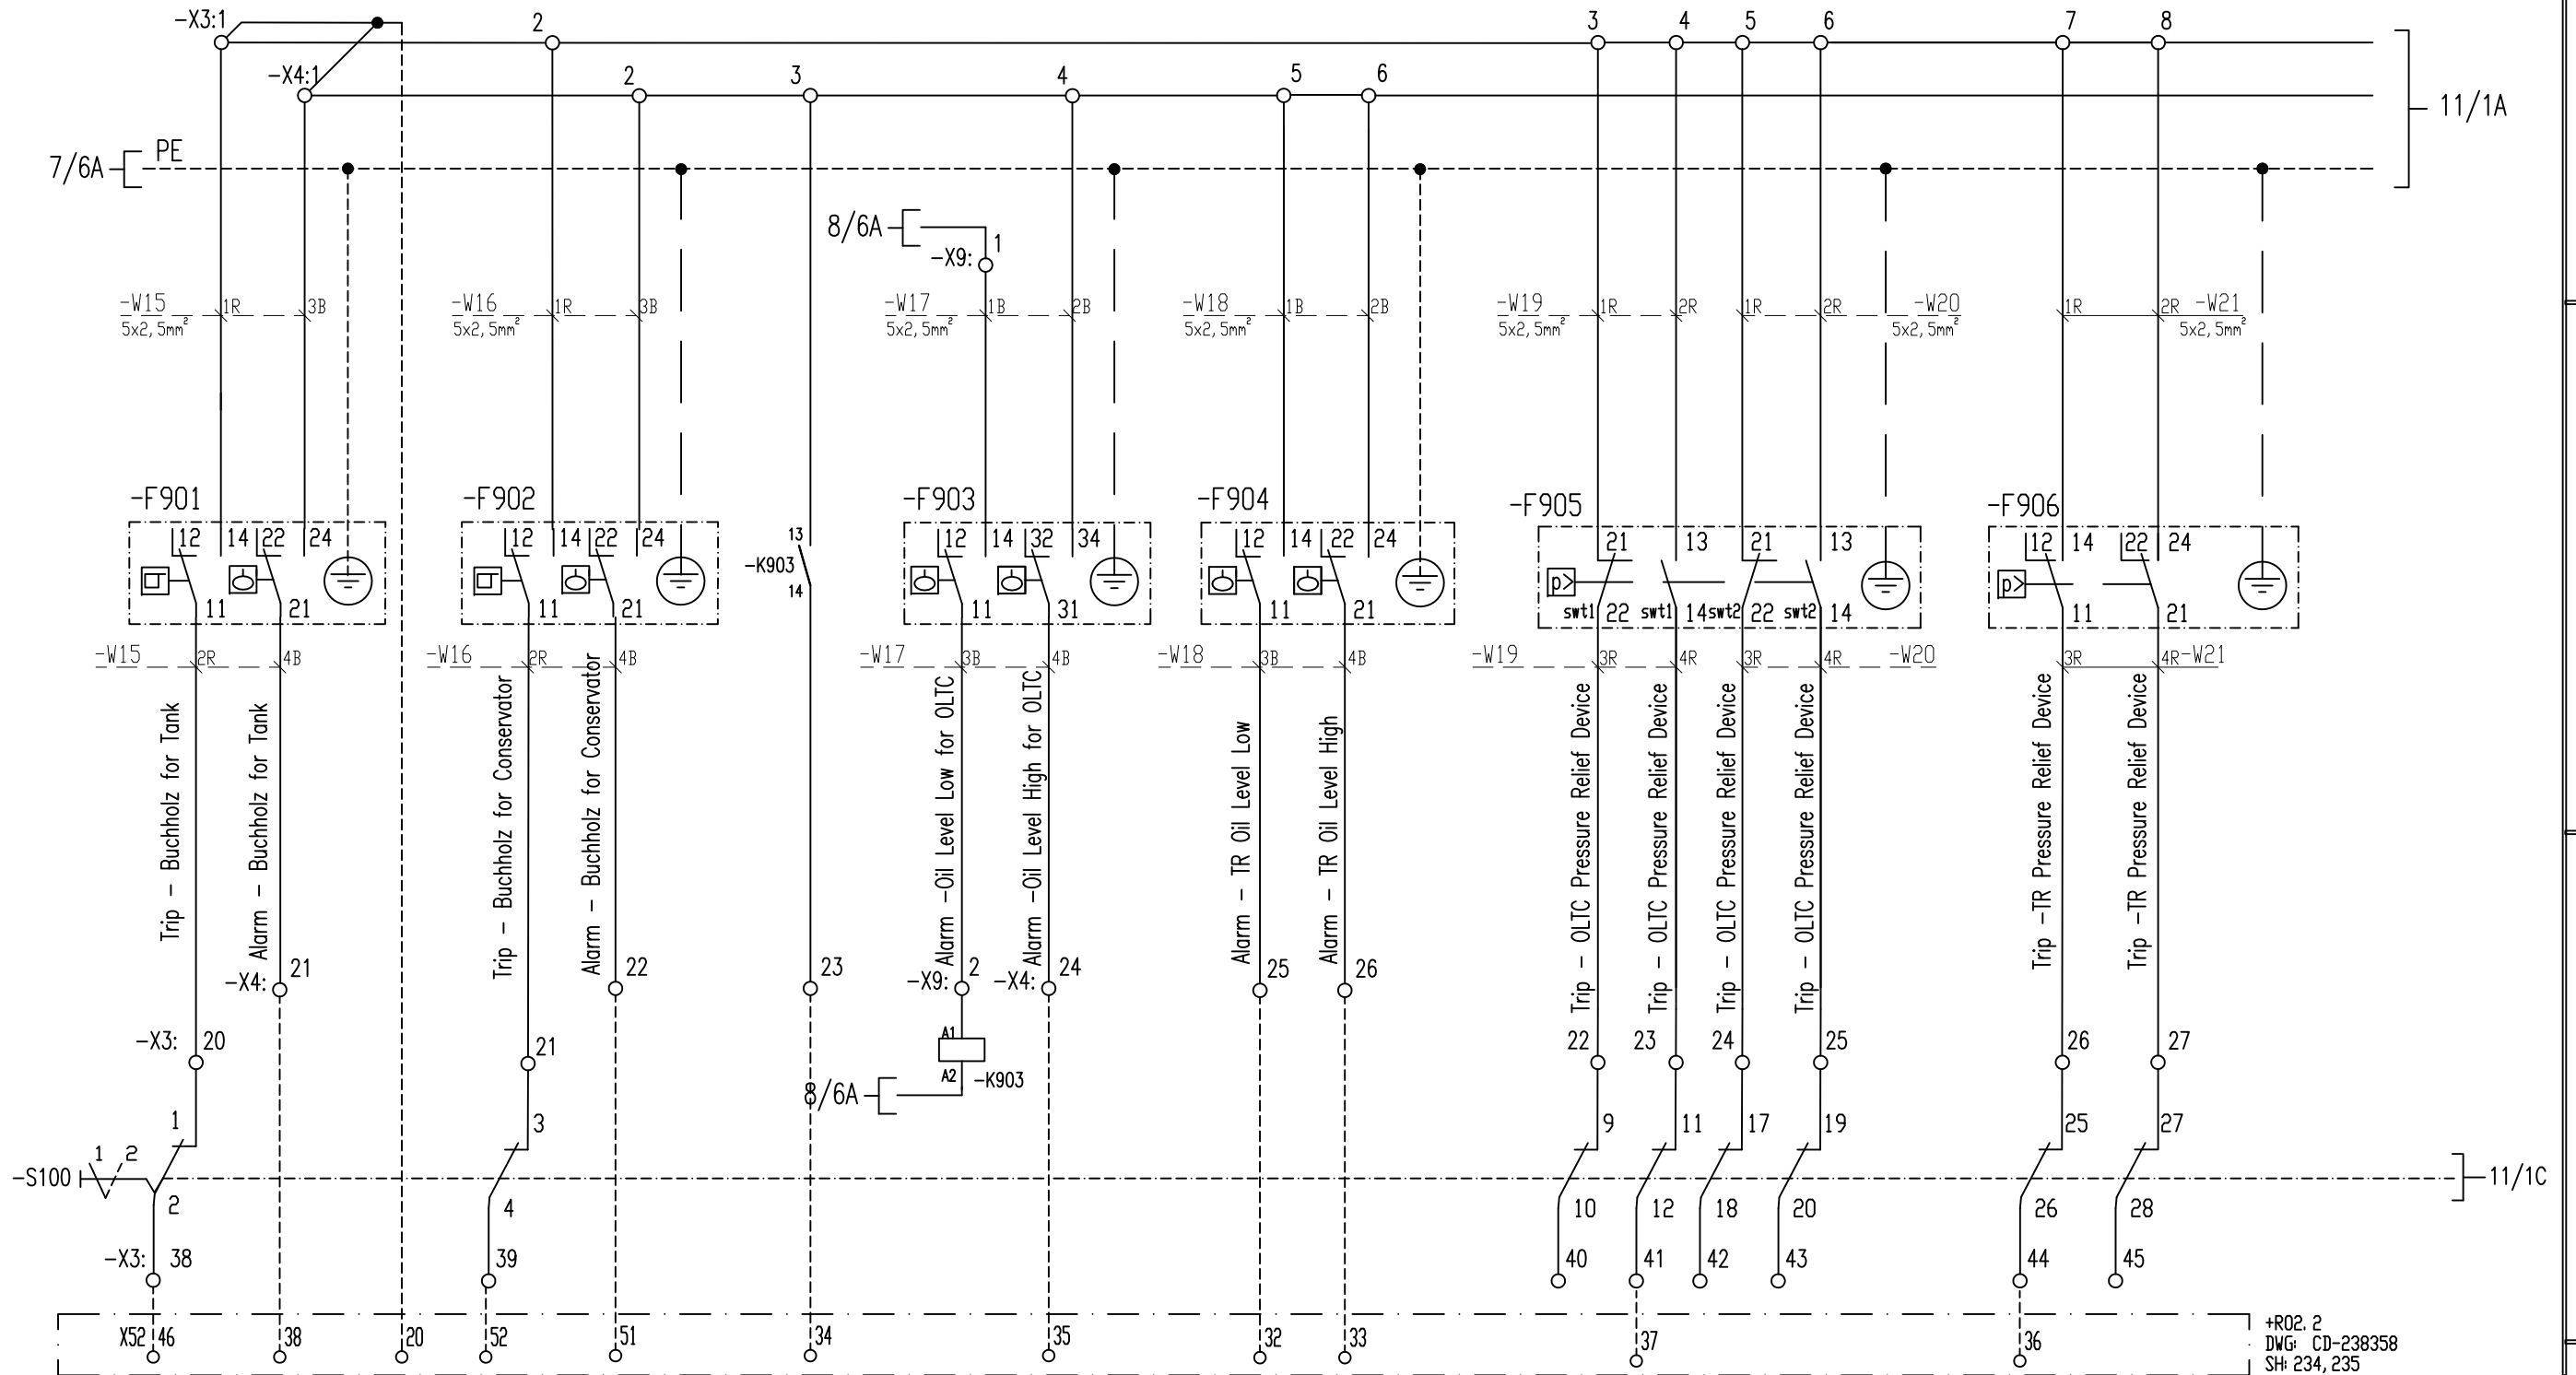 -X3:1 2 3 4 5 6 7 8
-X4:1 2 3 4 5 6
11/1A
7/6A PE
8/6A
-X9: 1
-W15 1R 3B -W16 1R 3B -W17 1B 2B -W18 1B 2B -W19 1R 2R 1R 2R -W20 1R 2R -W21
5x2,5mm² 5x2,5mm² 5x2,5mm² 5x2,5mm² 5x2,5mm² 5x2,5mm² 5x2,5mm²
-F901 -F902 -F903 -F904 -F905 -F906
12 14 22 24 12 14 22 24 13 12 14 32 34 12 14 22 24 21 13 21 13 12 14 22 24
-K903
p> p>
14
11 21 11 21 11 31 11 21 swt1 22 swt1 14 swt2 22 swt2 14 11 21
-W15 2R 4B -W16 2R 4B -W17 3B 4B -W18 3B 4B -W19 3R 4R 3R 4R -W20 3R 4R -W21
Trip - Buchholz for Tank
Alarm - Buchholz for Tank
Trip - Buchholz for Conservator
Alarm - Buchholz for Conservator
Alarm -Oil Level Low for OLTC
Alarm -Oil Level High for OLTC
Alarm - TR Oil Level Low
Alarm - TR Oil Level High
Trip - OLTC Pressure Relief Device
Trip - OLTC Pressure Relief Device
Trip - OLTC Pressure Relief Device
Trip - OLTC Pressure Relief Device
Trip -TR Pressure Relief Device
Trip -TR Pressure Relief Device
-X4: 21 22 23 -X9: 2 -X4: 24 25 26
-X3: 20 21 22 23 24 25 26 27
A1
A2 -K903
8/6A
1 3 9 11 17 19 25 27
-S100 1 2
11/1C
2 4 10 12 18 20 26 28
-X3: 38 39 40 41 42 43 44 45
X52 46 38 20 52 51 34 35 32 33 37 36
+R02.2
DWG: CD-238358
SH: 234,235